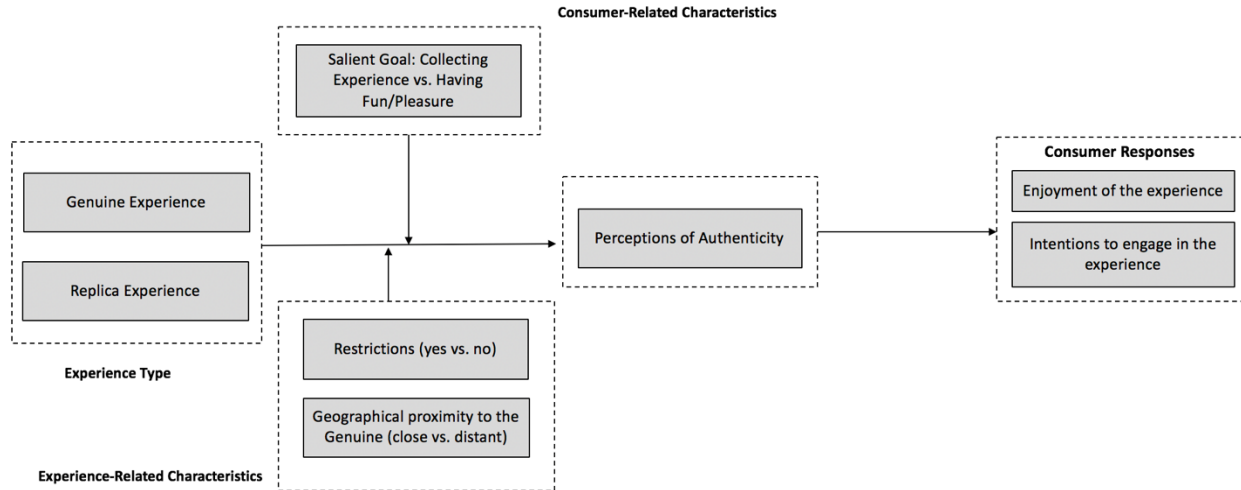 Consumer-Related Characteristics
Salient Goal: Collecting
Experience vs. Having
Fun/Pleasure
Genuine Experience
Replica Experience
Experience Type
Perceptions of Authenticity
Consumer Responses
Enjoyment of the experience
Intentions to engage in the
experience
Restrictions (yes vs. no)
Geographical proximity to the
Genuine (close vs. distant)
Experience-Related Characteristics